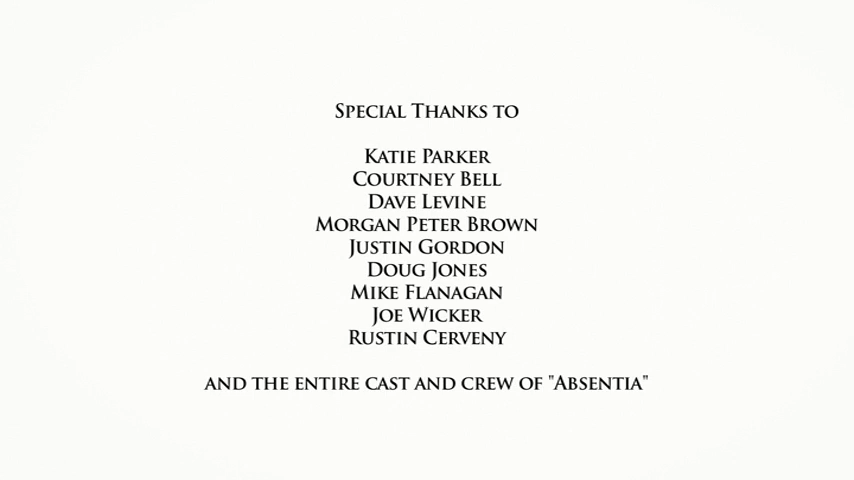 Special Thanks to
Katie Parker
Courtney Bell
Dave Levine
Morgan Peter Brown
Justin Gordon
Doug Jones
Mike Flanagan
Joe Wicker
Rustin Cerveny
and the entire cast and crew of "Absentia"